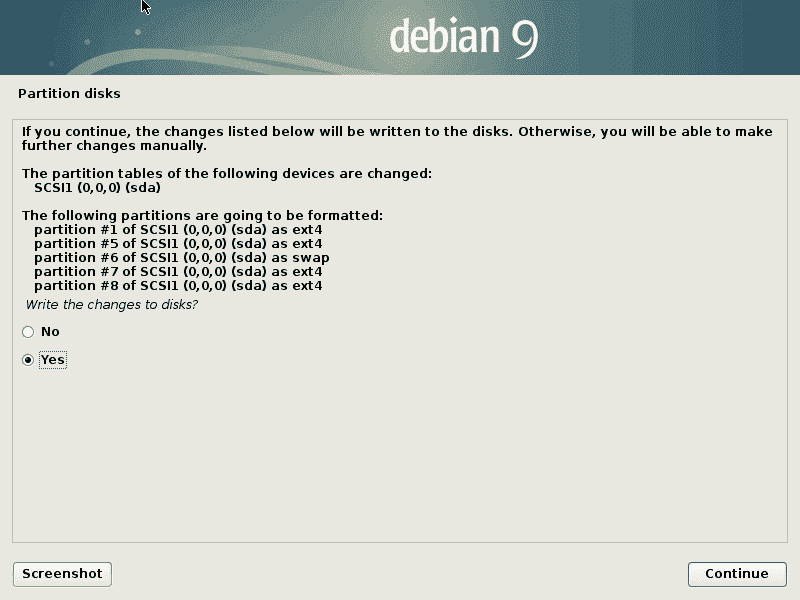 debian 9
Partition disks
If you continue, the changes listed below will be written to the disks. Otherwise, you will be able to make
further changes manually.
The partition tables of the following devices are changed:
SCSI1 (0,0,0) (sda)
The following partitions are going to be formatted:
partition #1 of SCSI1 (0,0,0) (sda) as ext4
partition #5 of SCSI1 (0,0,0) (sda) as ext4
partition #6 of SCSI1 (0,0,0) (sda) as swap
partition #7 of SCSI1 (0,0,0) (sda) as ext4
partition #8 of SCSI1 (0,0,0) (sda) as ext4
Write the changes to disks?
No
Yes
Screenshot
Continue